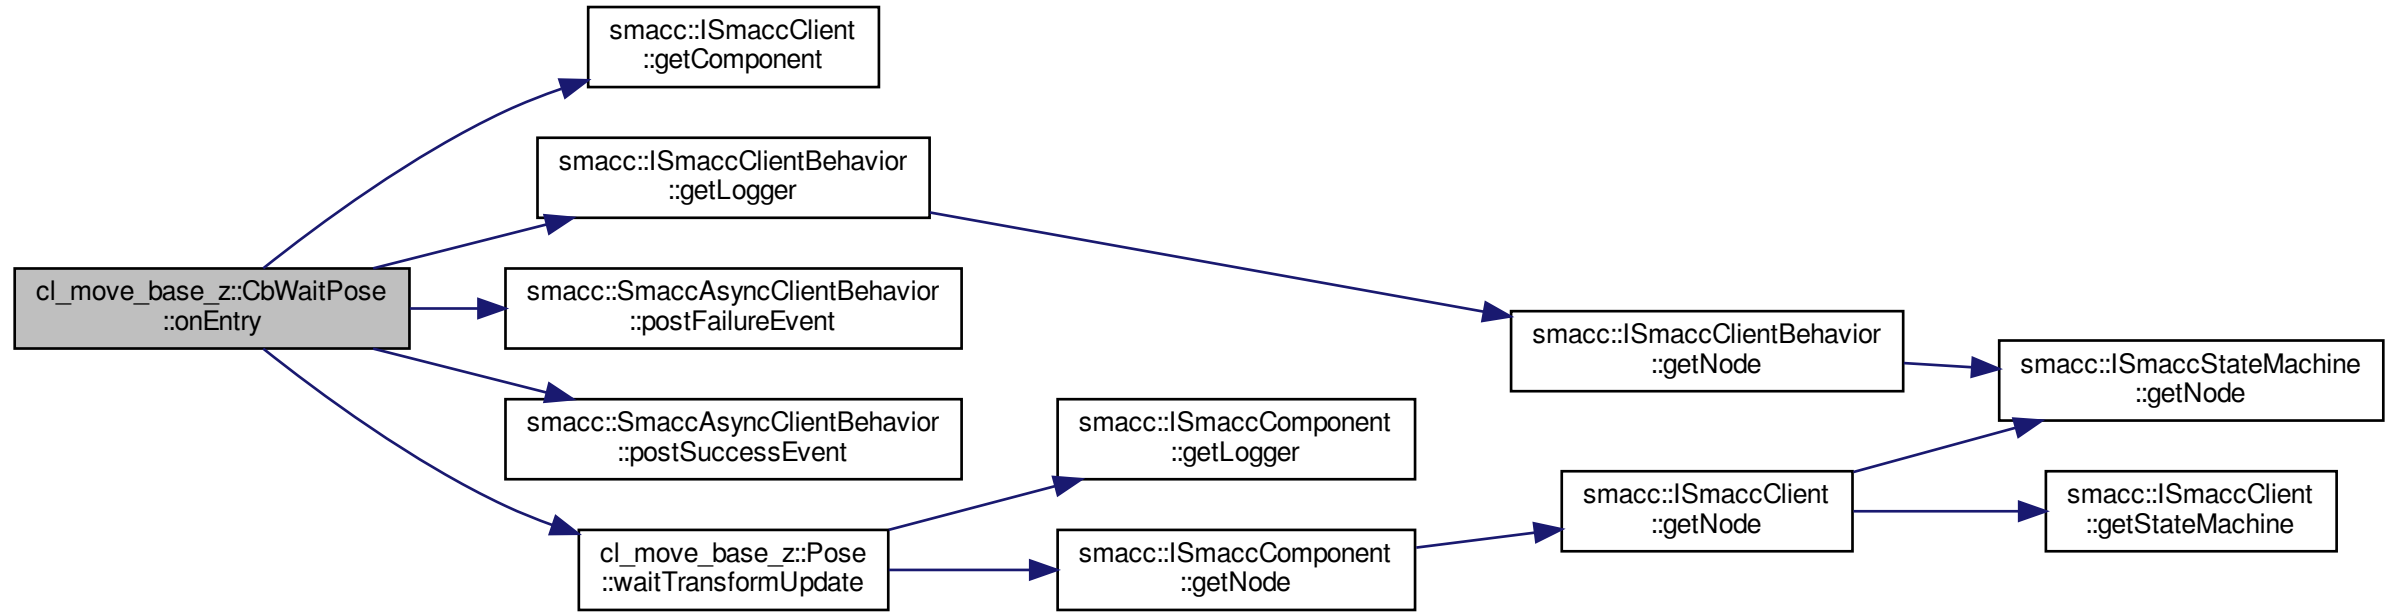 smacc::ISmaccClient
::getComponent
smacc::ISmaccClientBehavior
::getLogger
cl_move_base_z::CbWaitPose
::onEntry
smacc::SmaccAsyncClientBehavior
::postFailureEvent
smacc::ISmaccClientBehavior
::getNode
smacc::ISmaccStateMachine
::getNode
smacc::SmaccAsyncClientBehavior
::postSuccessEvent
smacc::ISmaccComponent
::getLogger
smacc::ISmaccClient
::getNode
smacc::ISmaccClient
::getStateMachine
cl_move_base_z::Pose
::waitTransformUpdate
smacc::ISmaccComponent
::getNode